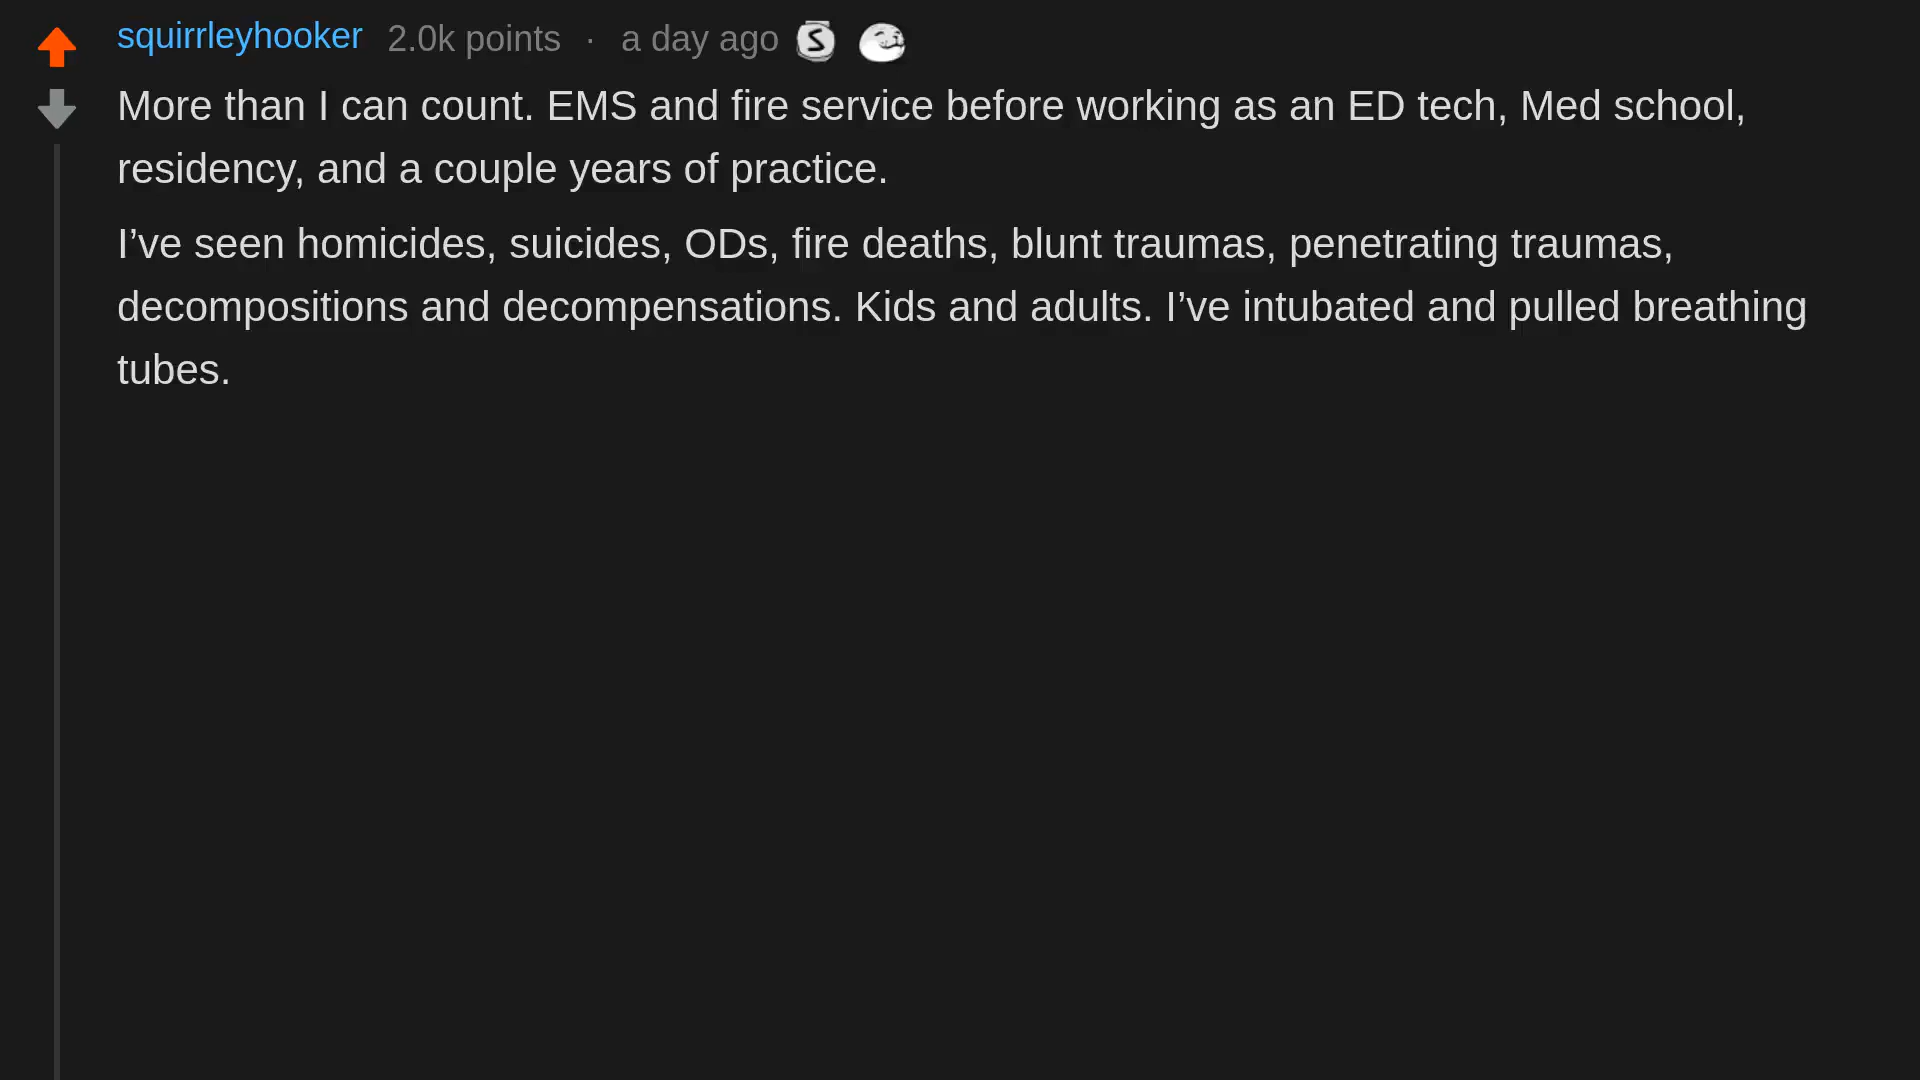 squirrleyhooker 2.0k points · a day ago S
More than I can count. EMS and fire service before working as an ED tech, Med school,
residency, and a couple years of practice.
I’ve seen homicides, suicides, ODs, fire deaths, blunt traumas, penetrating traumas,
decompositions and decompensations. Kids and adults. I’ve intubated and pulled breathing
tubes.